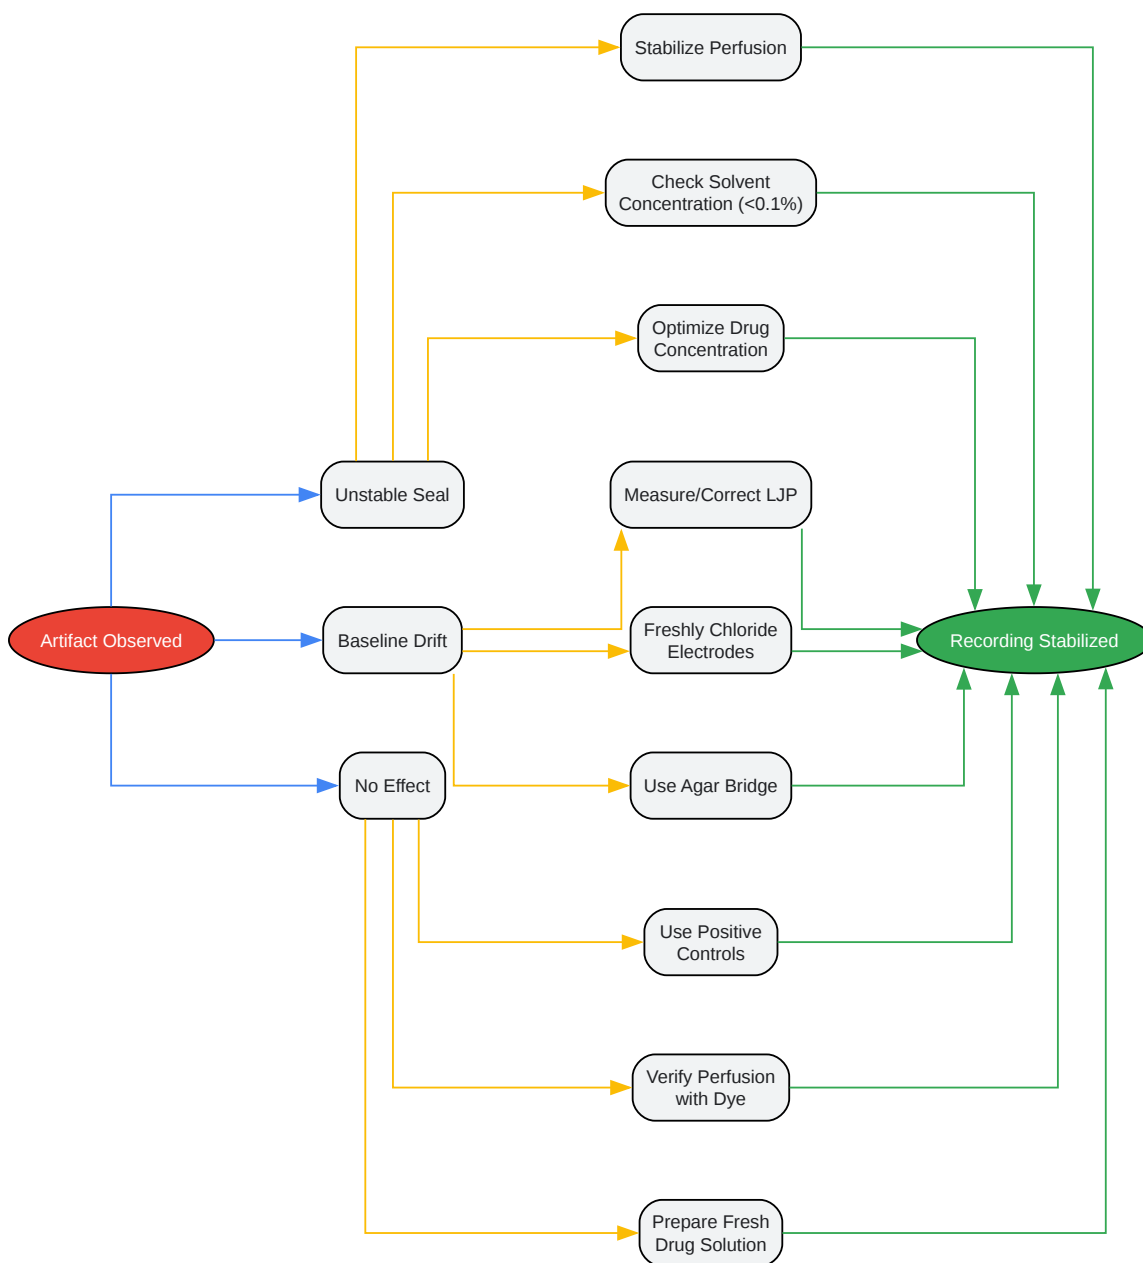 Stabilize Perfusion
Check Solvent
Concentration (<0.1%)
Optimize Drug
Concentration
Unstable Seal
Measure/Correct LJP
Artifact Observed
Baseline Drift
Freshly Chloride
Electrodes
Recording Stabilized
No Effect
Use Agar Bridge
Use Positive
Controls
Verify Perfusion
with Dye
Prepare Fresh
Drug Solution